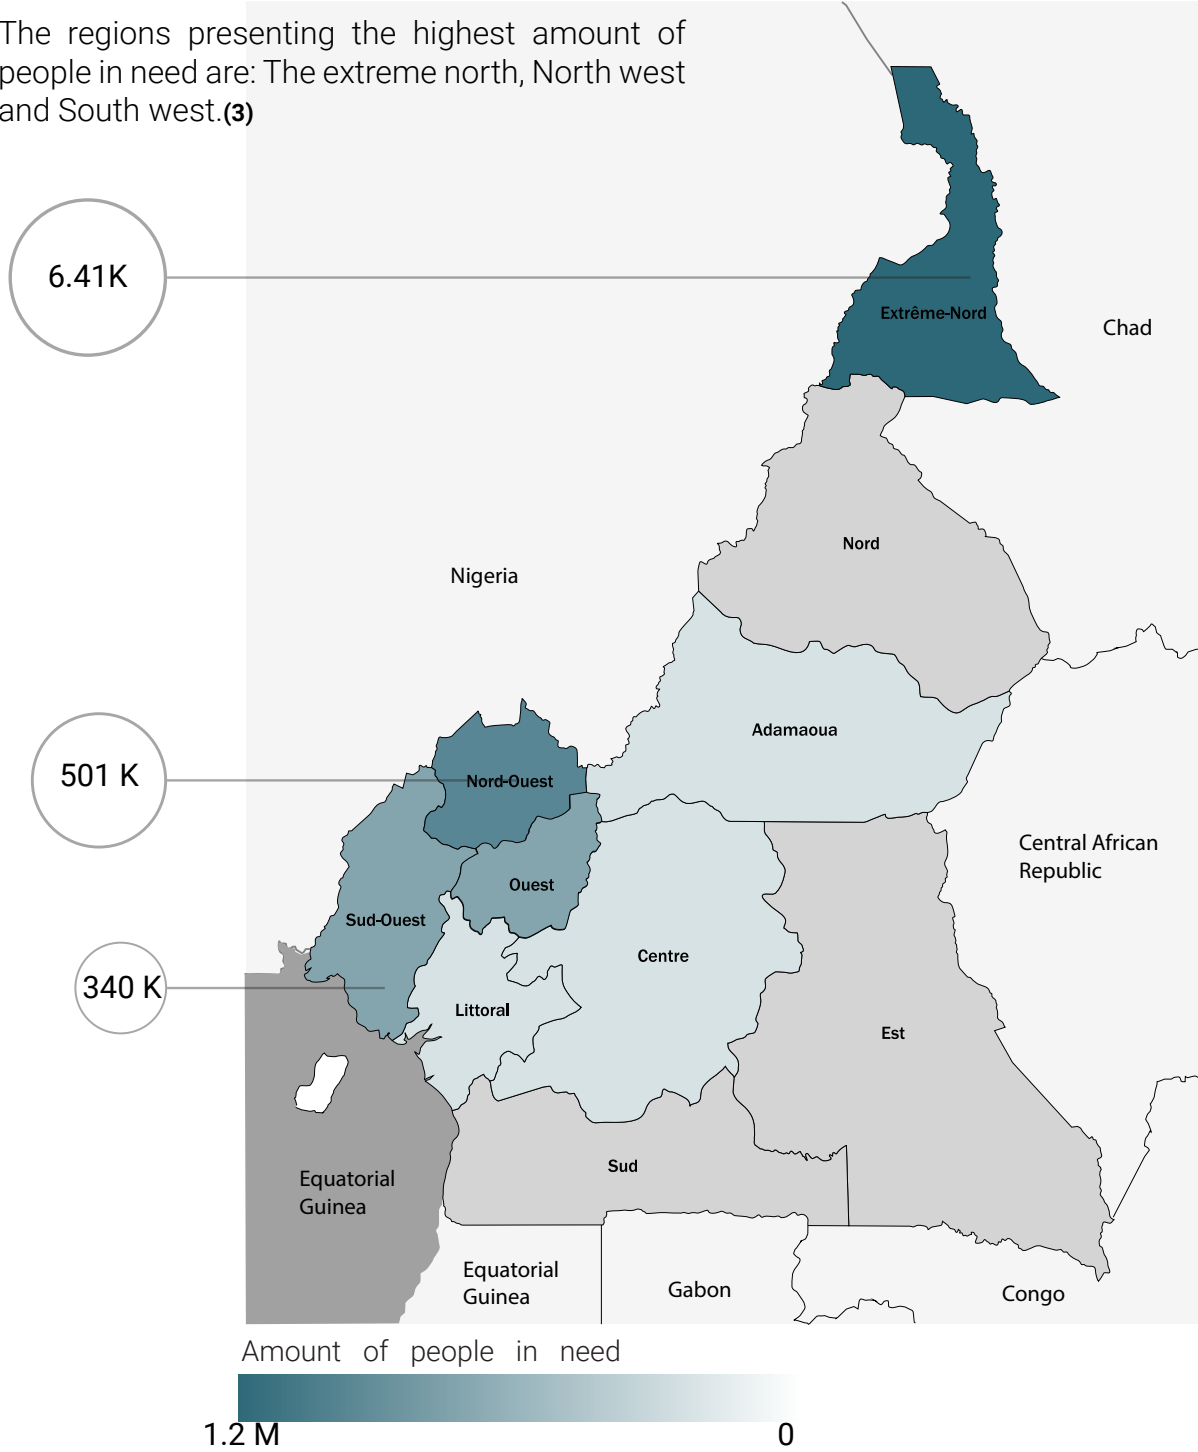 The regions presenting the highest amount of
people in need are: The extreme north, North west
and South west.(3)
6.41K
Extrême-Nord
Chad
Nord
Nigeria
Adamaoua
501 K
Nord-Ouest
Central African
Republic
Ouest
Sud-Ouest
Centre
340 K
Littoral
Est
Sud
Equatorial
Guinea
Equatorial
Guinea
Gabon
Congo
Amount of people in need
1.2 M
0